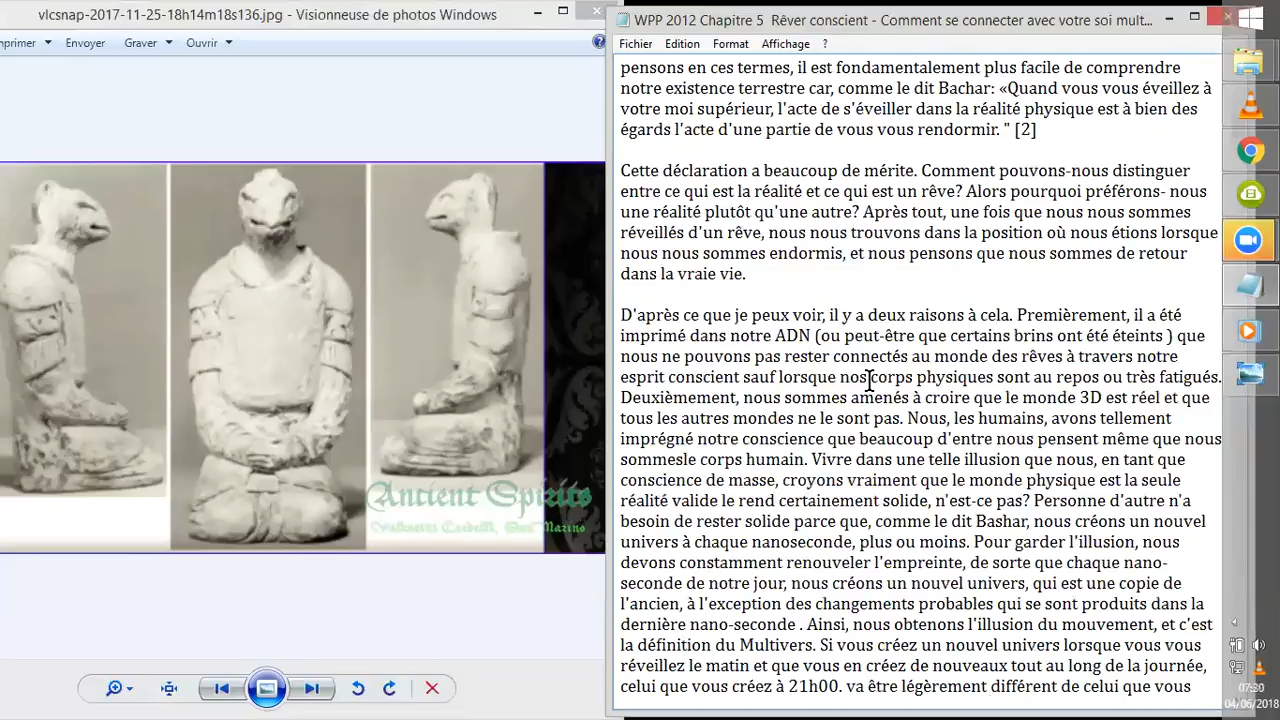 vlcsnap-2017-11-25-18h14m18s136.jpg - Visionneuse de photos Windows
mprimer Envoyer Graver Ouvrir
Ancient Spirits
WPP 2012 Chapitre 5 Rêver conscient - Comment se connecter avec votre soi mult...
Fichier Edition Format Affichage ?
pensons en ces termes, il est fondamentalement plus facile de comprendre
notre existence terrestre car, comme le dit Bachar: «Quand vous vous éveillez à
votre moi supérieur, l'acte de s'éveiller dans la réalité physique est à bien des
égards l'acte d'une partie de vous vous rendormir. " [2]
Cette déclaration a beaucoup de mérite. Comment pouvons-nous distinguer
entre ce qui est la réalité et ce qui est un rêve? Alors pourquoi préférons- nous
une réalité plutôt qu'une autre? Après tout, une fois que nous nous sommes
réveillés d'un rêve, nous nous trouvons dans la position où nous étions lorsque
nous nous sommes endormis, et nous pensons que nous sommes de retour
dans la vraie vie.
D'après ce que je peux voir, il y a deux raisons à cela. Premièrement, il a été
imprimé dans notre ADN (ou peut-être que certains brins ont été éteints ) que
nous ne pouvons pas rester connectés au monde des rêves à travers notre
esprit conscient sauf lorsque nos corps physiques sont au repos ou très fatigués.
Deuxièmement, nous sommes amenés à croire que le monde 3D est réel et que
tous les autres mondes ne le sont pas. Nous, les humains, avons tellement
imprégné notre conscience que beaucoup d'entre nous pensent même que nous
sommesle corps humain. Vivre dans une telle illusion que nous, en tant que
conscience de masse, croyons vraiment que le monde physique est la seule
réalité valide le rend certainement solide, n'est-ce pas? Personne d'autre n'a
besoin de rester solide parce que, comme le dit Bashar, nous créons un nouvel
univers à chaque nanoseconde, plus ou moins. Pour garder l'illusion, nous
devons constamment renouveler l'empreinte, de sorte que chaque nano-
seconde de notre jour, nous créons un nouvel univers, qui est une copie de
l'ancien, à l'exception des changements probables qui se sont produits dans la
dernière nano-seconde . Ainsi, nous obtenons l'illusion du mouvement, et c'est
la définition du Multivers. Si vous créez un nouvel univers lorsque vous vous
réveillez le matin et que vous en créez de nouveaux tout au long de la journée,
celui que vous créez à 21h00. va être légèrement différent de celui que vous
07:30
04/06/2018